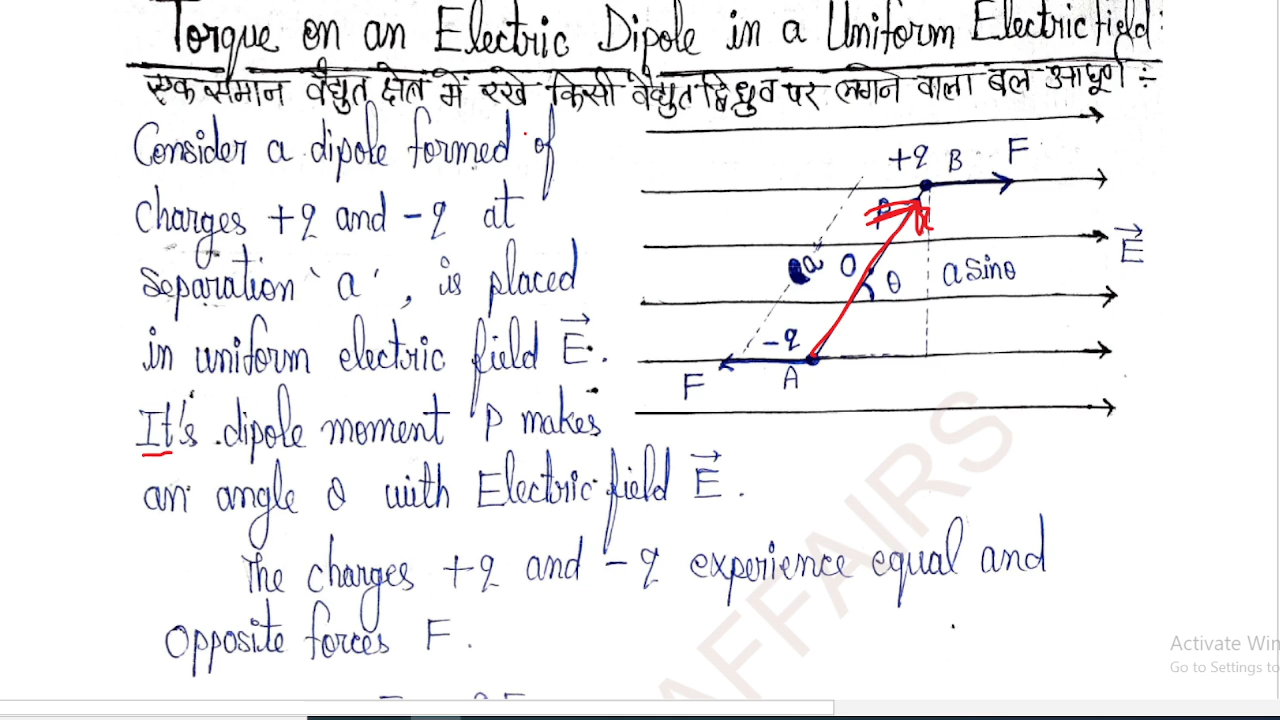 Torque on an Electric Dipole in a Uniform Electric field:
एक समान वैद्युत क्षेत्र में रखे किसी वैद्युत द्विध्रुव पर लगने वाला बल आघूर्ण ÷
Consider a dipole formed of
charges +q and -q at
separation 'a', is placed
in uniform electric field E.
It's dipole moment 'P makes
an angle θ with Electric field E.
The charges +q and -q experience equal and
opposite forces F.
+q B F
P
a O θ a sinθ
E
-q
F A
AFFAIRS
Activate Win
Go to Settings to